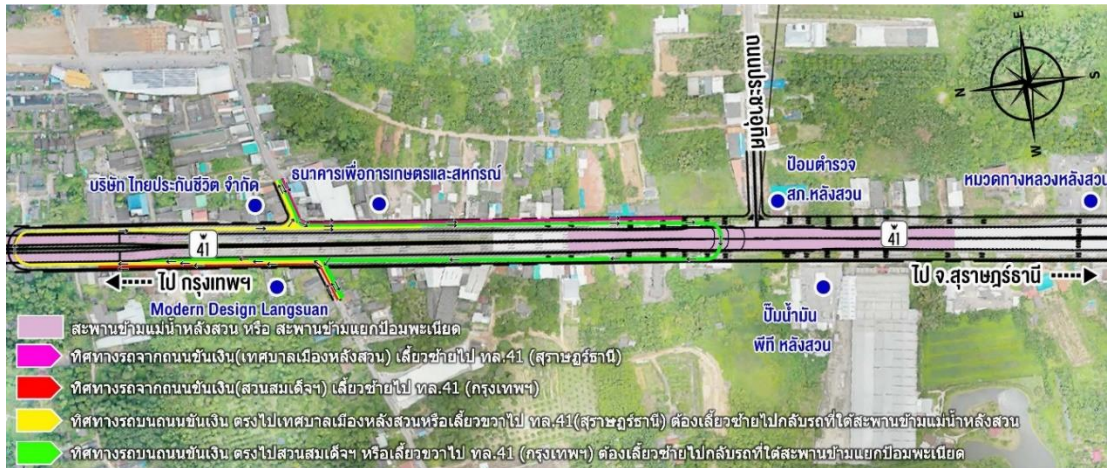 ถนนประชาอุทิศ
E
N
S
W
ธนาคารเพื่อการเกษตรและสหกรณ์
บริษัท ไทยประกันชีวิต จำกัด
ป้อมตำรวจ
สภ.หลังสวน
หมวดทางหลวงหลังสวน
41
41
ไป กรุงเทพฯ
ไป จ.สุราษฎร์ธานี
Modern Design Langsuan
ปั๊มน้ำมัน
พีที หลังสวน
สะพานข้ามแม่น้ำหลังสวน หรือ สะพานข้ามแยกป้อมพะเนียด
ทิศทางรถจากถนนขันเงิน(เทศบาลเมืองหลังสวน) เลี้ยวซ้ายไป ทล.41 (สุราษฎร์ธานี)
ทิศทางรถจากถนนขันเงิน(สวนสมเด็จฯ) เลี้ยวซ้ายไป ทล.41 (กรุงเทพฯ)
ทิศทางรถบนถนนขันเงิน ตรงไปเทศบาลเมืองหลังสวนหรือเลี้ยวขวาไป ทล.41(สุราษฎร์ธานี) ต้องเลี้ยวซ้ายไปกลับรถที่ใต้สะพานข้ามแม่น้ำหลังสวน
ทิศทางรถบนถนนขันเงิน ตรงไปสวนสมเด็จฯ หรือเลี้ยวขวาไป ทล.41 (กรุงเทพฯ) ต้องเลี้ยวซ้ายไปกลับรถที่ใต้สะพานข้ามแยกป้อมพะเนียด